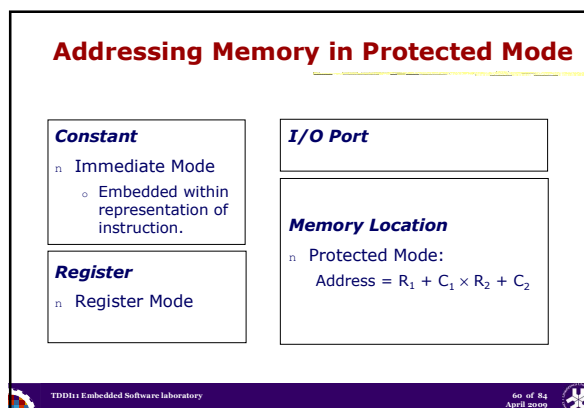 Addressing Memory in Protected Mode
Constant
n Immediate Mode
o Embedded within
representation of
instruction.
Register
n Register Mode
I/O Port
Memory Location
n Protected Mode:
Address = R₁ + C₁ × R₂ + C₂
TDDI11 Embedded Software laboratory
60 of 84
April 2009